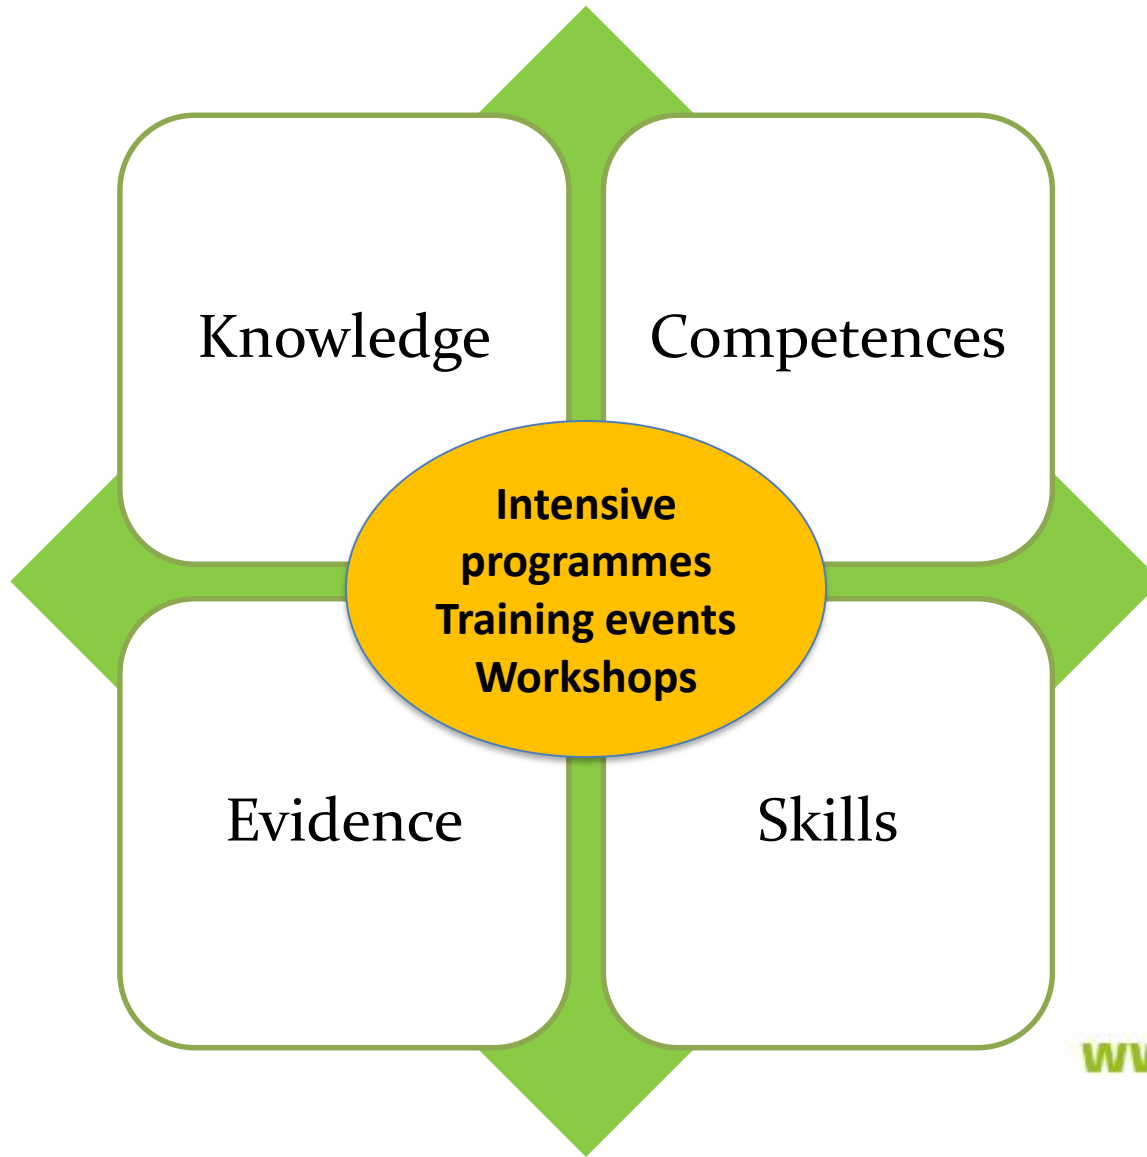 Knowledge
Competences
Intensive
programmes
Training events
Workshops
Evidence
Skills